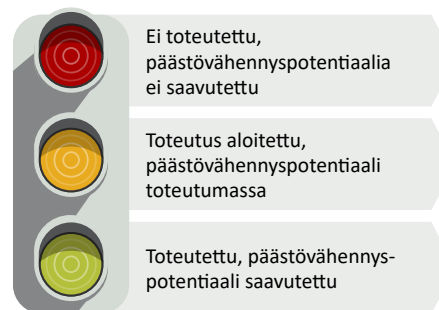 Ei toteutettu,
päästövähennyspotentiaalia
ei saavutettu
Toteutus aloitettu,
päästövähennyspotentiaali
toteutumassa
Toteutettu, päästövähennys-
potentiaali saavutettu